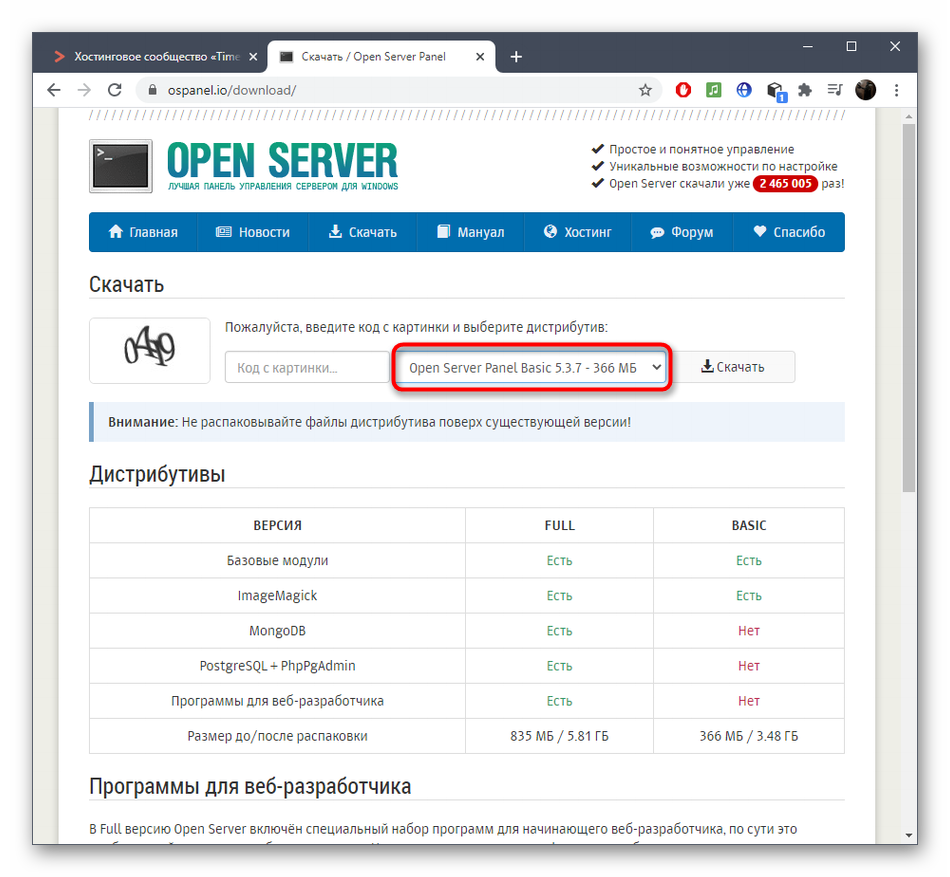 Хостинговое сообщество «Time
Скачать / Open Server Panel
ospanel.io/download/
1
OPEN SERVER
ЛУЧШАЯ ПАНЕЛЬ УПРАВЛЕНИЯ СЕРВЕРОМ ДЛЯ WINDOWS
Простое и понятное управление
Уникальные возможности по настройке
Open Server скачали уже 2 465 005 раз!
Главная Новости Скачать Мануал Хостинг Форум Спасибо
Скачать
Пожалуйста, введите код с картинки и выберите дистрибутив:
Код с картинки... Open Server Panel Basic 5.3.7 - 366 МБ Скачать
Внимание: Не распаковывайте файлы дистрибутива поверх существующей версии!
Дистрибутивы
ВЕРСИЯ FULL BASIC
Базовые модули Есть Есть
ImageMagick Есть Есть
MongoDB Есть Нет
PostgreSQL + PhpPgAdmin Есть Нет
Программы для веб-разработчика Есть Нет
Размер до/после распаковки 835 МБ / 5.81 ГБ 366 МБ / 3.48 ГБ
Программы для веб-разработчика
В Full версию Open Server включён специальный набор программ для начинающего веб-разработчика, по сути это